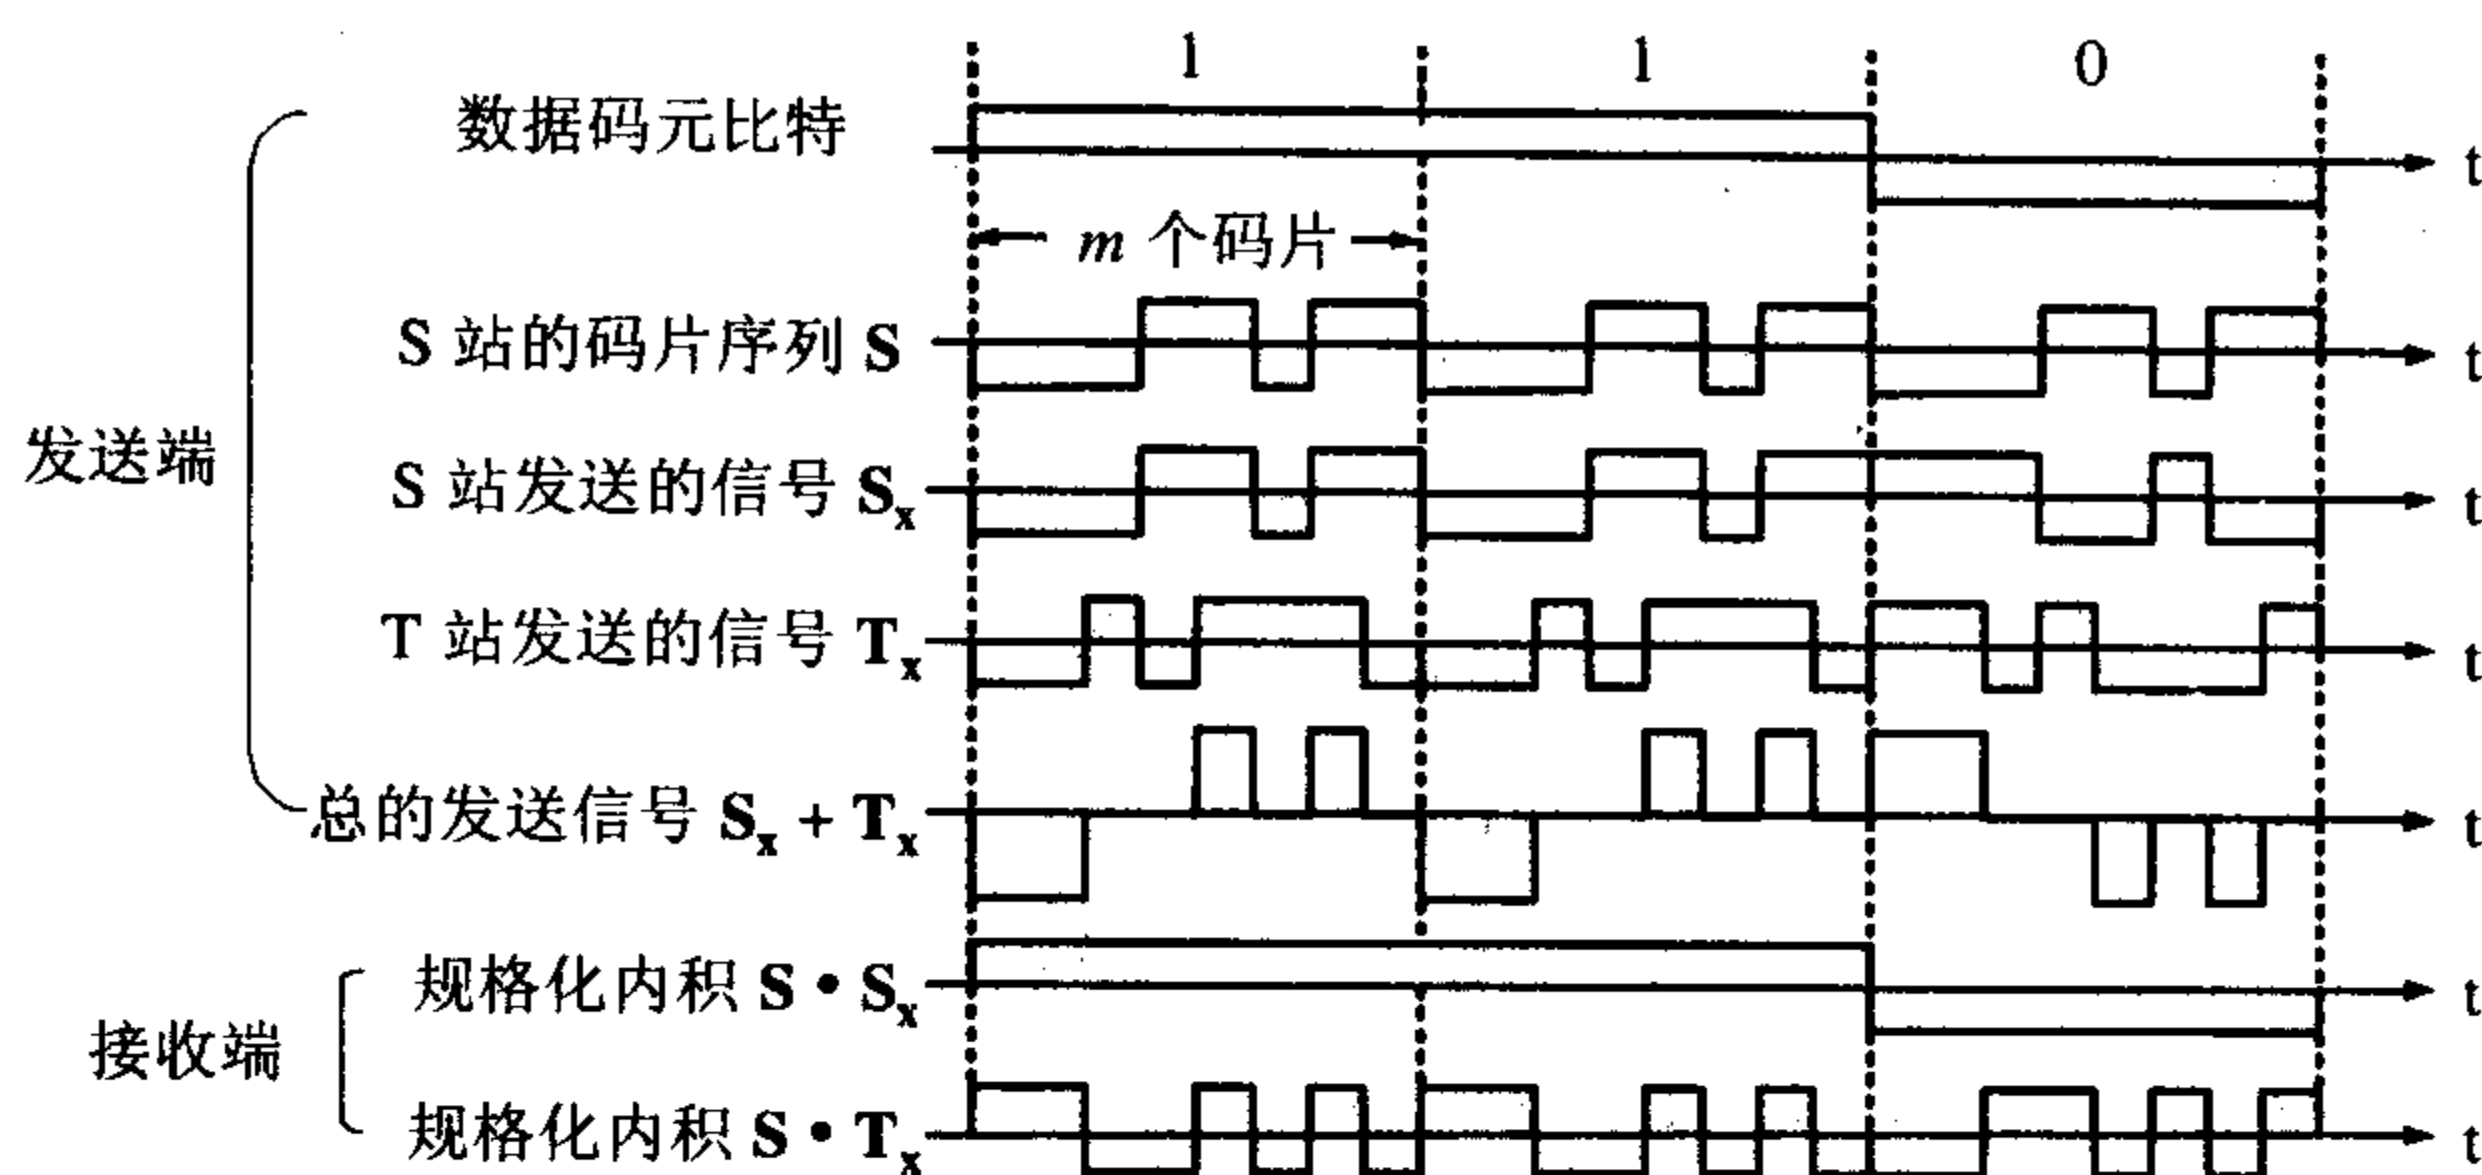 1 1 0
数据码元比特 t
m 个码片
S 站的码片序列 S t
发送端
S 站发送的信号 Sx t
T 站发送的信号 Tx t
总的发送信号 Sx + Tx t
规格化内积 S • Sx t
接收端
规格化内积 S • Tx t